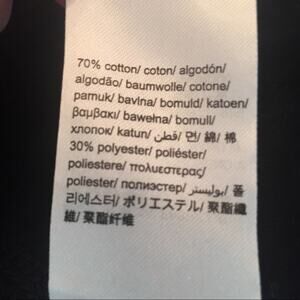 70% cotton/ coton/ algodón/
algodão/ baumwolle/ cotone/
pamuk/ bavlna/ bomuld/ katoen/
βαμβακι/ bawełna/ bomull/
хлопок/ katun/ قطن/ 면/ 綿/ 棉
30% polyester/ poliéster/
poliestere/ πολυεστερας/
poliester/ полиэстер/ بوليستر/ 폴
리에스터/ ポリエステル/ 聚酯纖
維/ 聚酯纤维